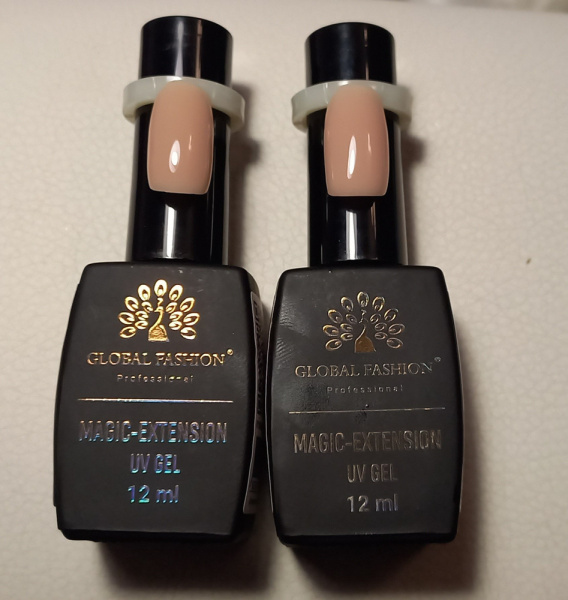 GLOBAL FASHION®
Professional
MAGIC-EXTENSION
UV GEL
12 ml
GLOBAL FASHION®
Professional
MAGIC-EXTENSION
UV GEL
12 ml